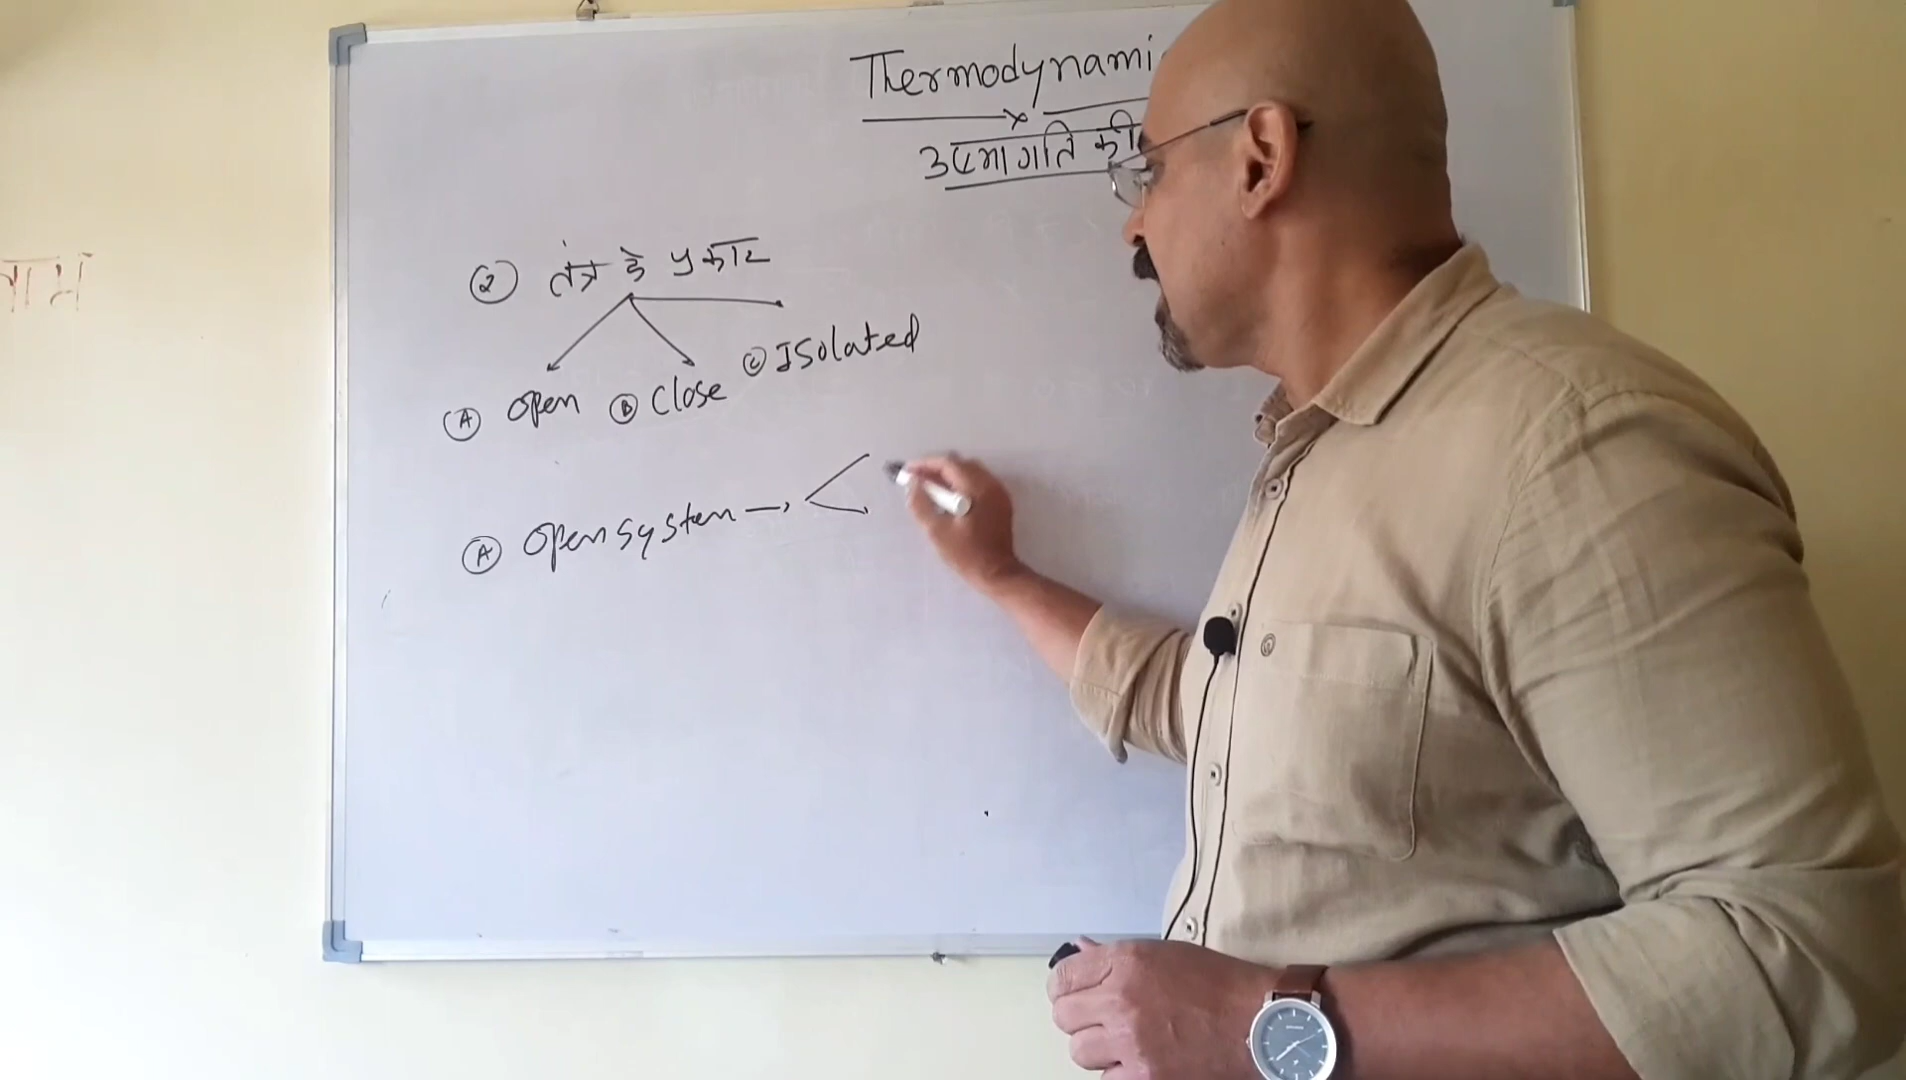 Thermodynami
उष्मा गति की
② तंत्र के प्रकार
Ⓐ open Ⓑ close Ⓒ Isolated
Ⓐ open system →